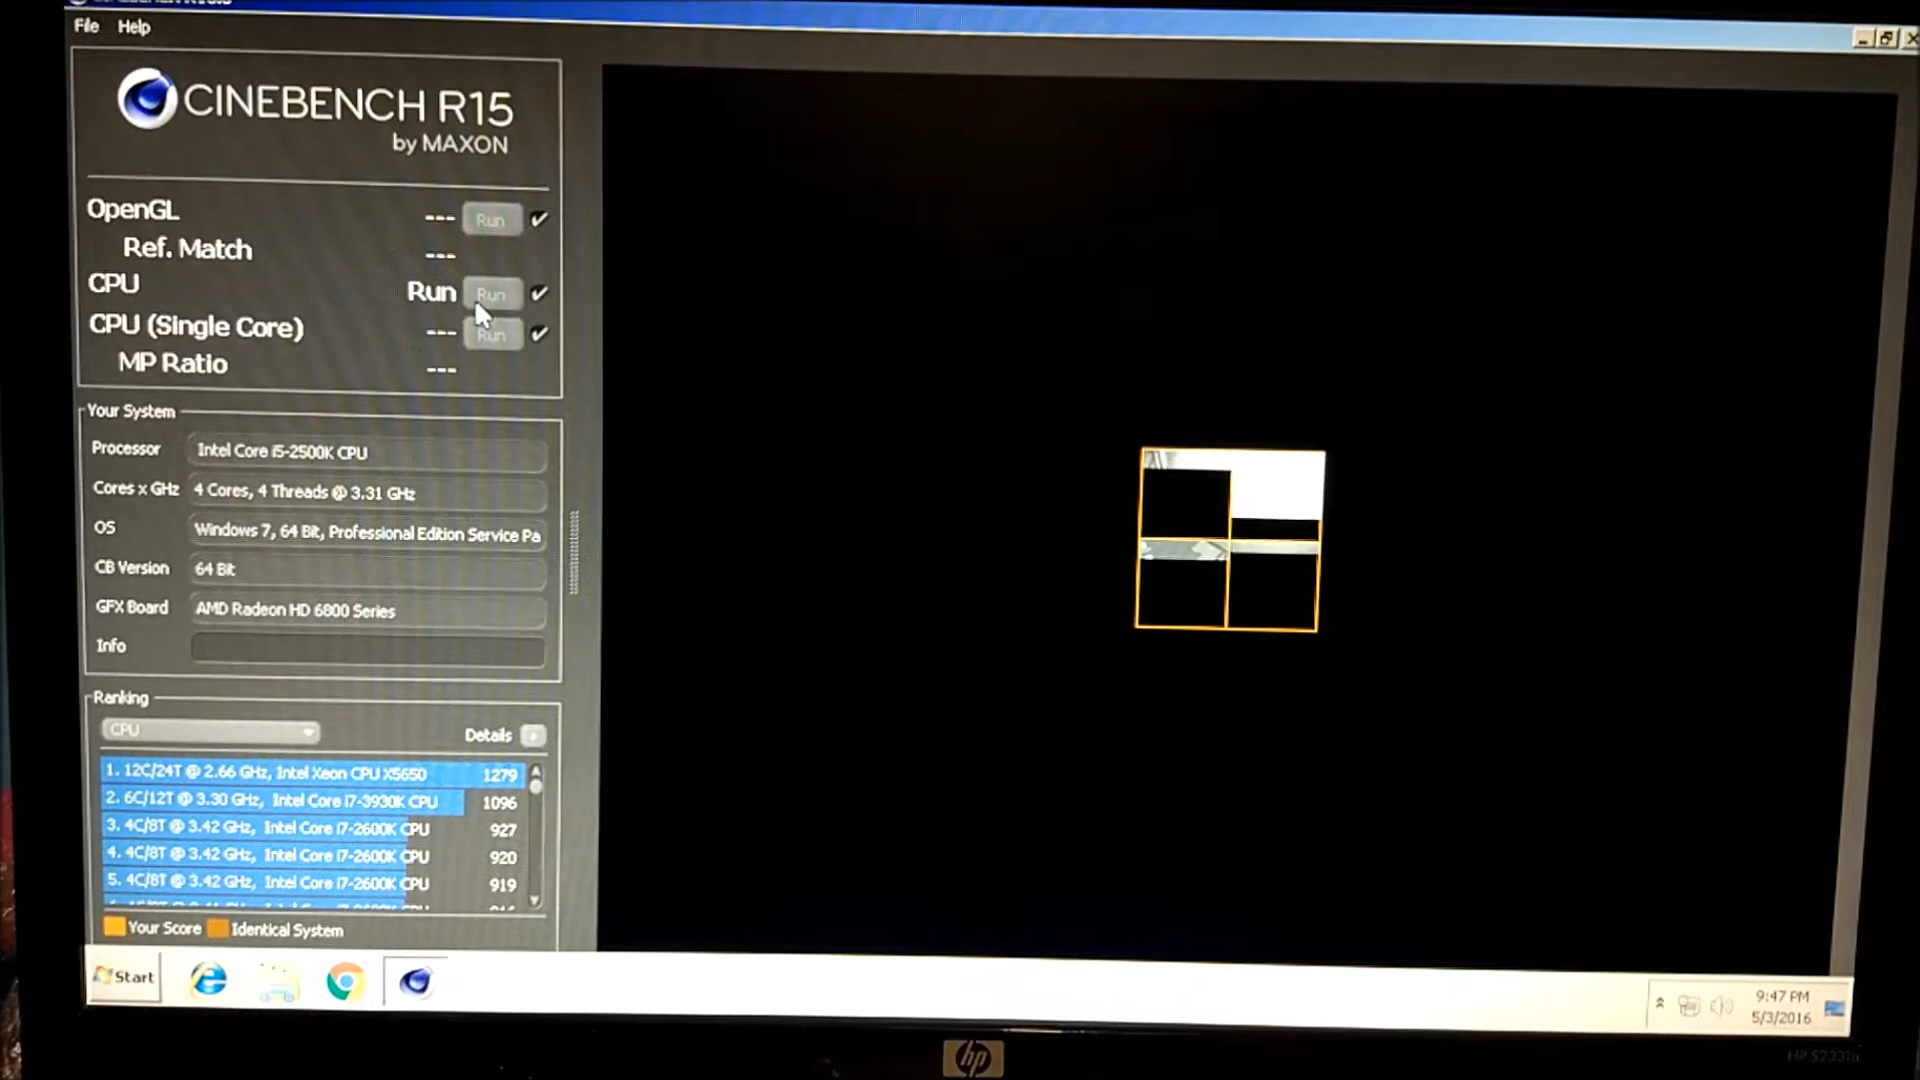 File Help
CINEBENCH R15
by MAXON
OpenGL --- Run
Ref. Match ---
CPU Run Run
CPU (Single Core) --- Run
MP Ratio ---
Your System
Processor Intel Core i5-2500K CPU
Cores x GHz 4 Cores, 4 Threads @ 3.31 GHz
OS Windows 7, 64 Bit, Professional Edition Service Pa
CB Version 64 Bit
GFX Board AMD Radeon HD 6800 Series
Info
Ranking
CPU Details
1. 12C/24T @ 2.66 GHz, Intel Xeon CPU X5650 1279
2. 6C/12T @ 3.30 GHz, Intel Core i7-3930K CPU 1096
3. 4C/8T @ 3.42 GHz, Intel Core i7-2600K CPU 927
4. 4C/8T @ 3.42 GHz, Intel Core i7-2600K CPU 920
5. 4C/8T @ 3.42 GHz, Intel Core i7-2600K CPU 919
Your Score Identical System
Start
9:47 PM
5/3/2016
hp